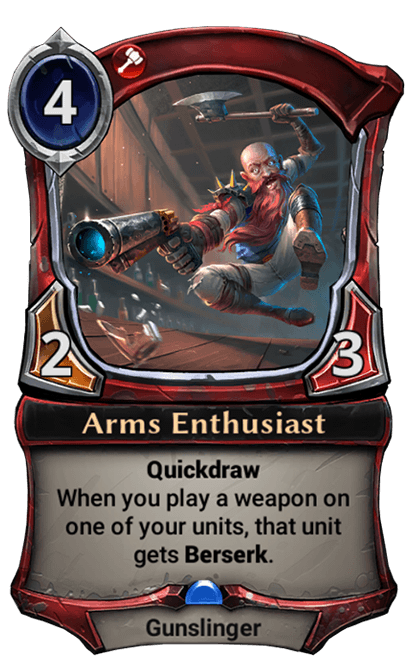 4
2
3
Arms Enthusiast
Quickdraw
When you play a weapon on
one of your units, that unit
gets Berserk.
Gunslinger